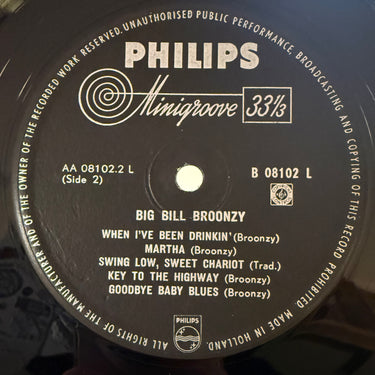 ALL RIGHTS OF THE MANUFACTURER AND OF THE OWNER OF THE RECORDED WORK RESERVED. UNAUTHORISED PUBLIC PERFORMANCE, BROADCASTING AND COPYING OF THIS RECORD PROHIBITED MADE IN HOLLAND.
PHILIPS
Minigroove 33⅓
AA 08102.2 L
(Side 2)
B 08102 L
BIG BILL BROONZY
WHEN I'VE BEEN DRINKIN' (Broonzy)
MARTHA (Broonzy)
SWING LOW, SWEET CHARIOT (Trad.)
KEY TO THE HIGHWAY (Broonzy)
GOODBYE BABY BLUES (Broonzy)
PHILIPS